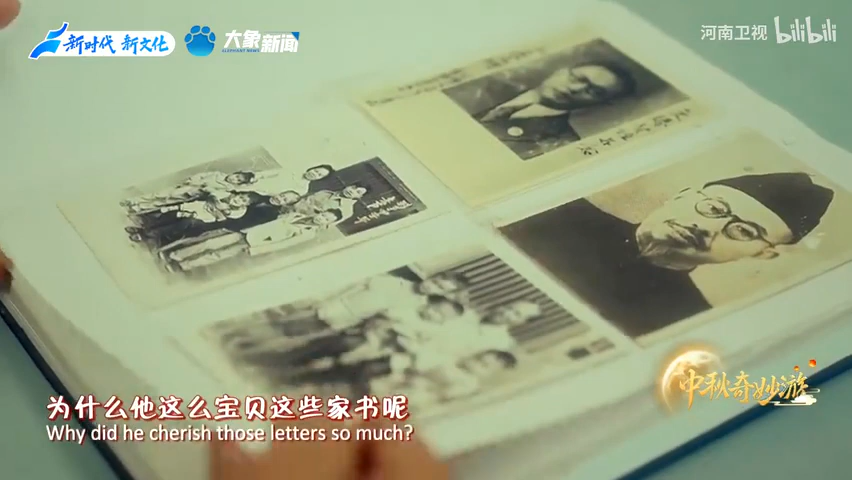 新时代 新文化
大象新闻
ELEPHANT NEWS
河南卫视
bilibili
中秋奇妙游
为什么他这么宝贝这些家书呢
Why did he cherish those letters so much?